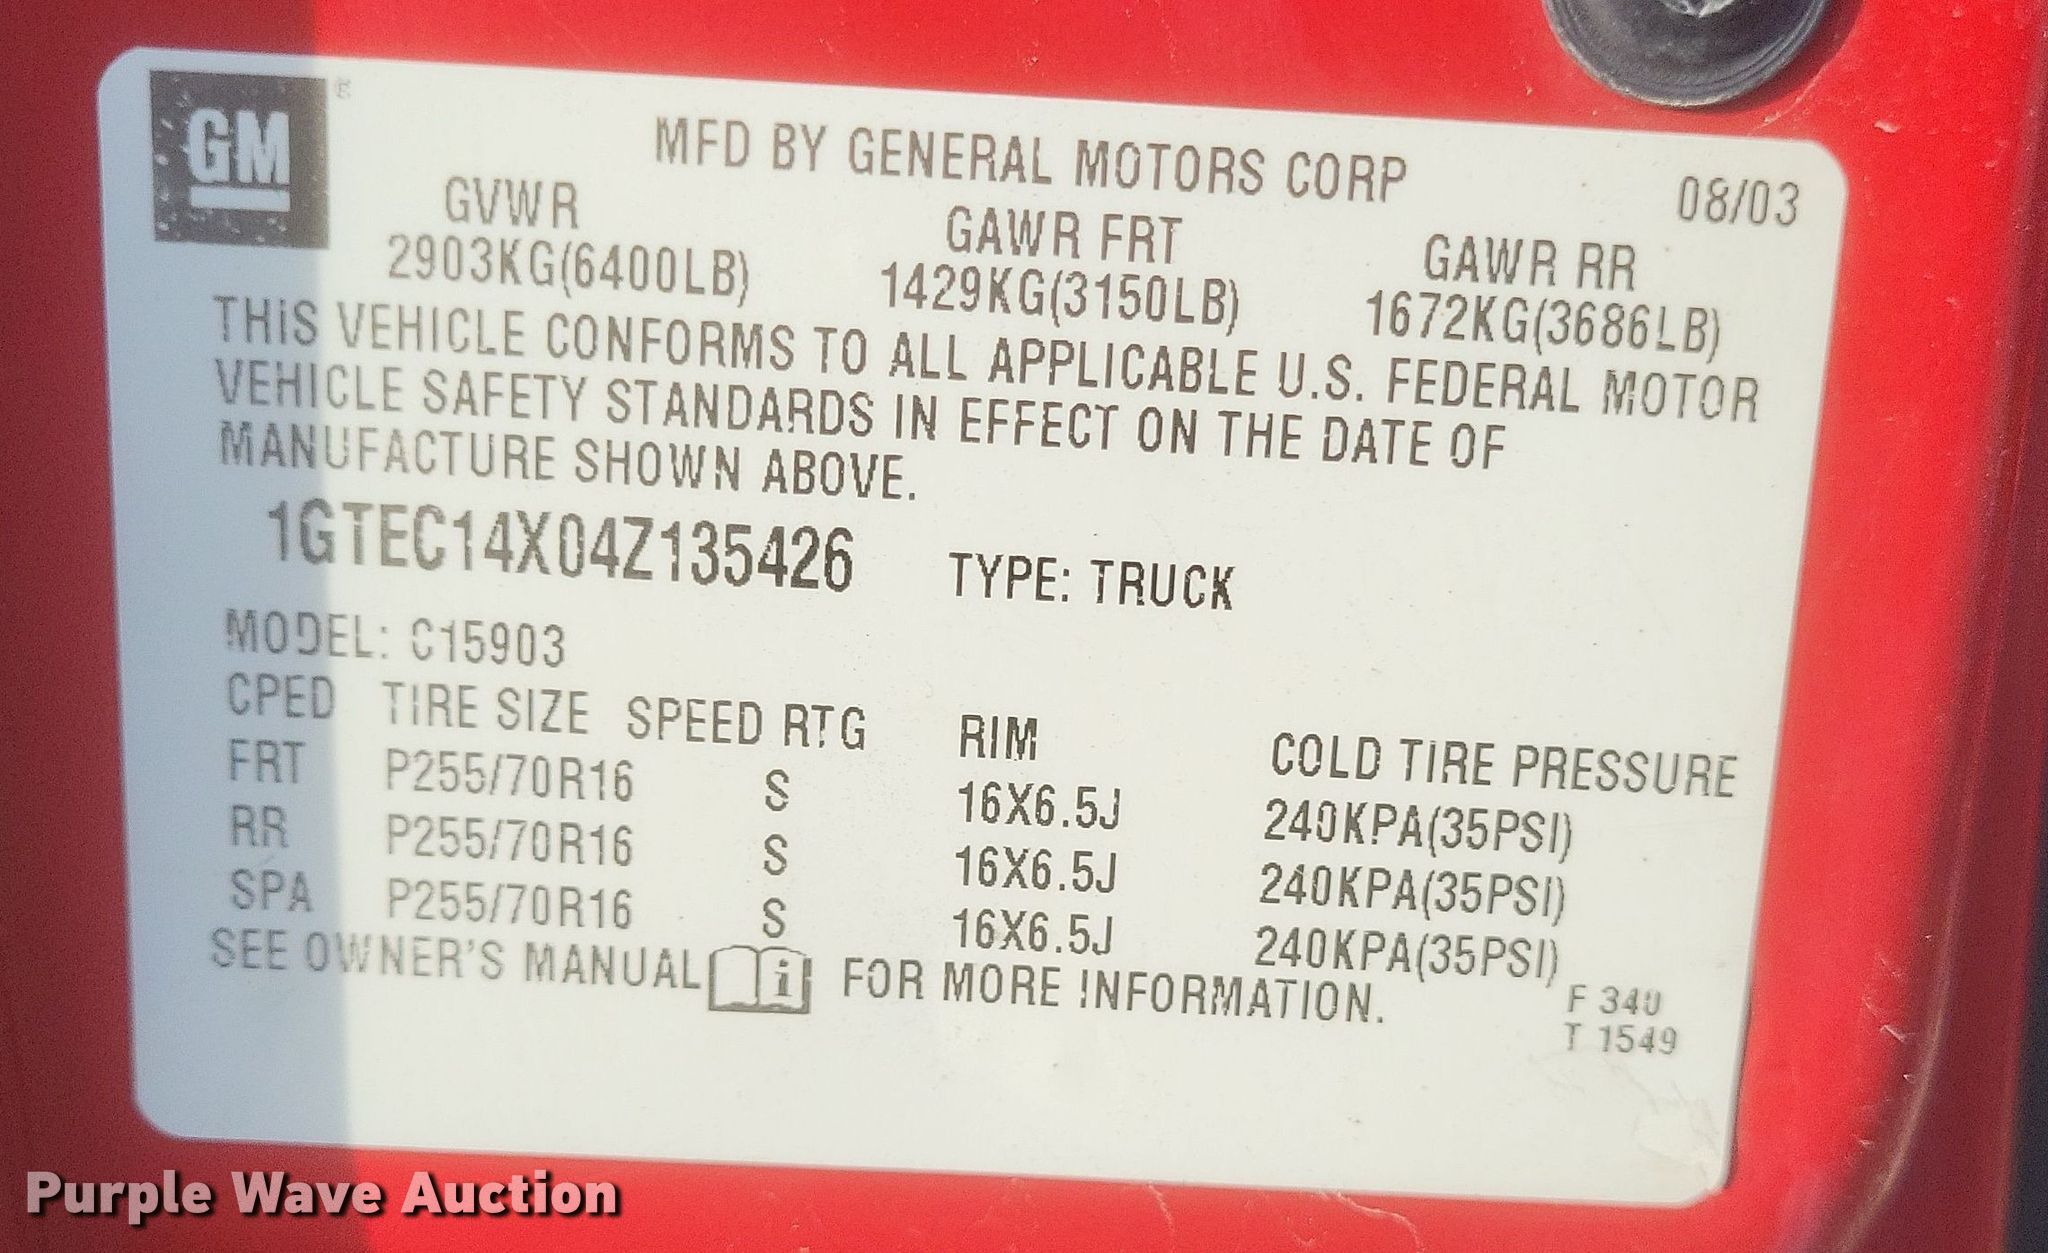 GM
MFD BY GENERAL MOTORS CORP
08/03
GVWR
GAWR FRT
GAWR RR
2903KG(6400LB)
1429KG(3150LB)
1672KG(3686LB)
THIS VEHICLE CONFORMS TO ALL APPLICABLE U.S. FEDERAL MOTOR
VEHICLE SAFETY STANDARDS IN EFFECT ON THE DATE OF
MANUFACTURE SHOWN ABOVE.
1GTEC14X04Z135426 TYPE: TRUCK
MODEL: C15903
CPED TIRE SIZE SPEED RTG RIM COLD TIRE PRESSURE
FRT P255/70R16 S 16X6.5J 240KPA(35PSI)
RR P255/70R16 S 16X6.5J 240KPA(35PSI)
SPA P255/70R16 S 16X6.5J 240KPA(35PSI)
SEE OWNER'S MANUAL i FOR MORE INFORMATION.
F 340
T 1549
Purple Wave Auction